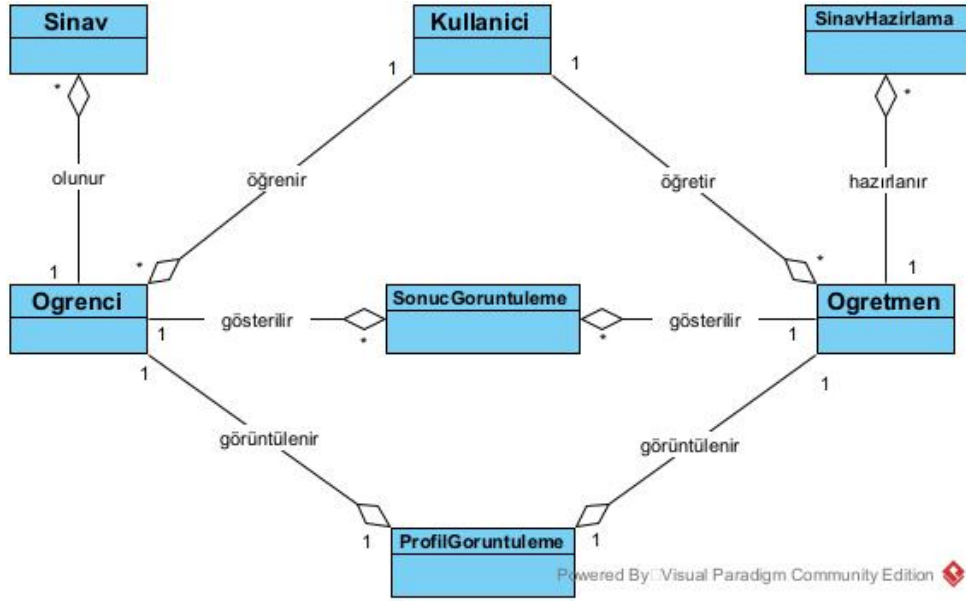 Sinav
Kullanici
SinavHazirlama
*
1
1
*
olunur
öğrenir
öğretir
hazırlanır
1
*
*
1
Ogrenci
SonucGoruntuleme
Ogretmen
1
gösterilir
*
*
gösterilir
1
1
1
görüntülenir
görüntülenir
1
ProfilGoruntuleme
1
Powered By Visual Paradigm Community Edition